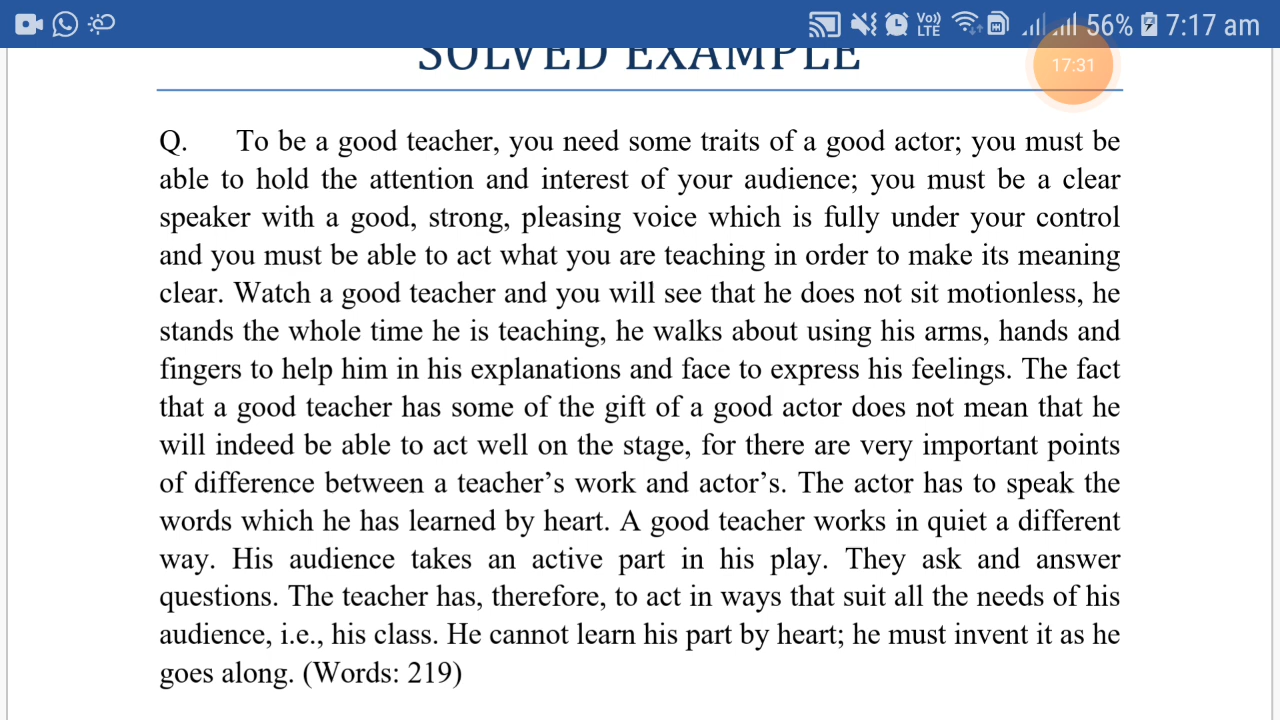 Vo))
LTE
56%
7:17 am
SOLVED EXAMPLE
17:31
Q. To be a good teacher, you need some traits of a good actor; you must be
able to hold the attention and interest of your audience; you must be a clear
speaker with a good, strong, pleasing voice which is fully under your control
and you must be able to act what you are teaching in order to make its meaning
clear. Watch a good teacher and you will see that he does not sit motionless, he
stands the whole time he is teaching, he walks about using his arms, hands and
fingers to help him in his explanations and face to express his feelings. The fact
that a good teacher has some of the gift of a good actor does not mean that he
will indeed be able to act well on the stage, for there are very important points
of difference between a teacher’s work and actor’s. The actor has to speak the
words which he has learned by heart. A good teacher works in quiet a different
way. His audience takes an active part in his play. They ask and answer
questions. The teacher has, therefore, to act in ways that suit all the needs of his
audience, i.e., his class. He cannot learn his part by heart; he must invent it as he
goes along. (Words: 219)